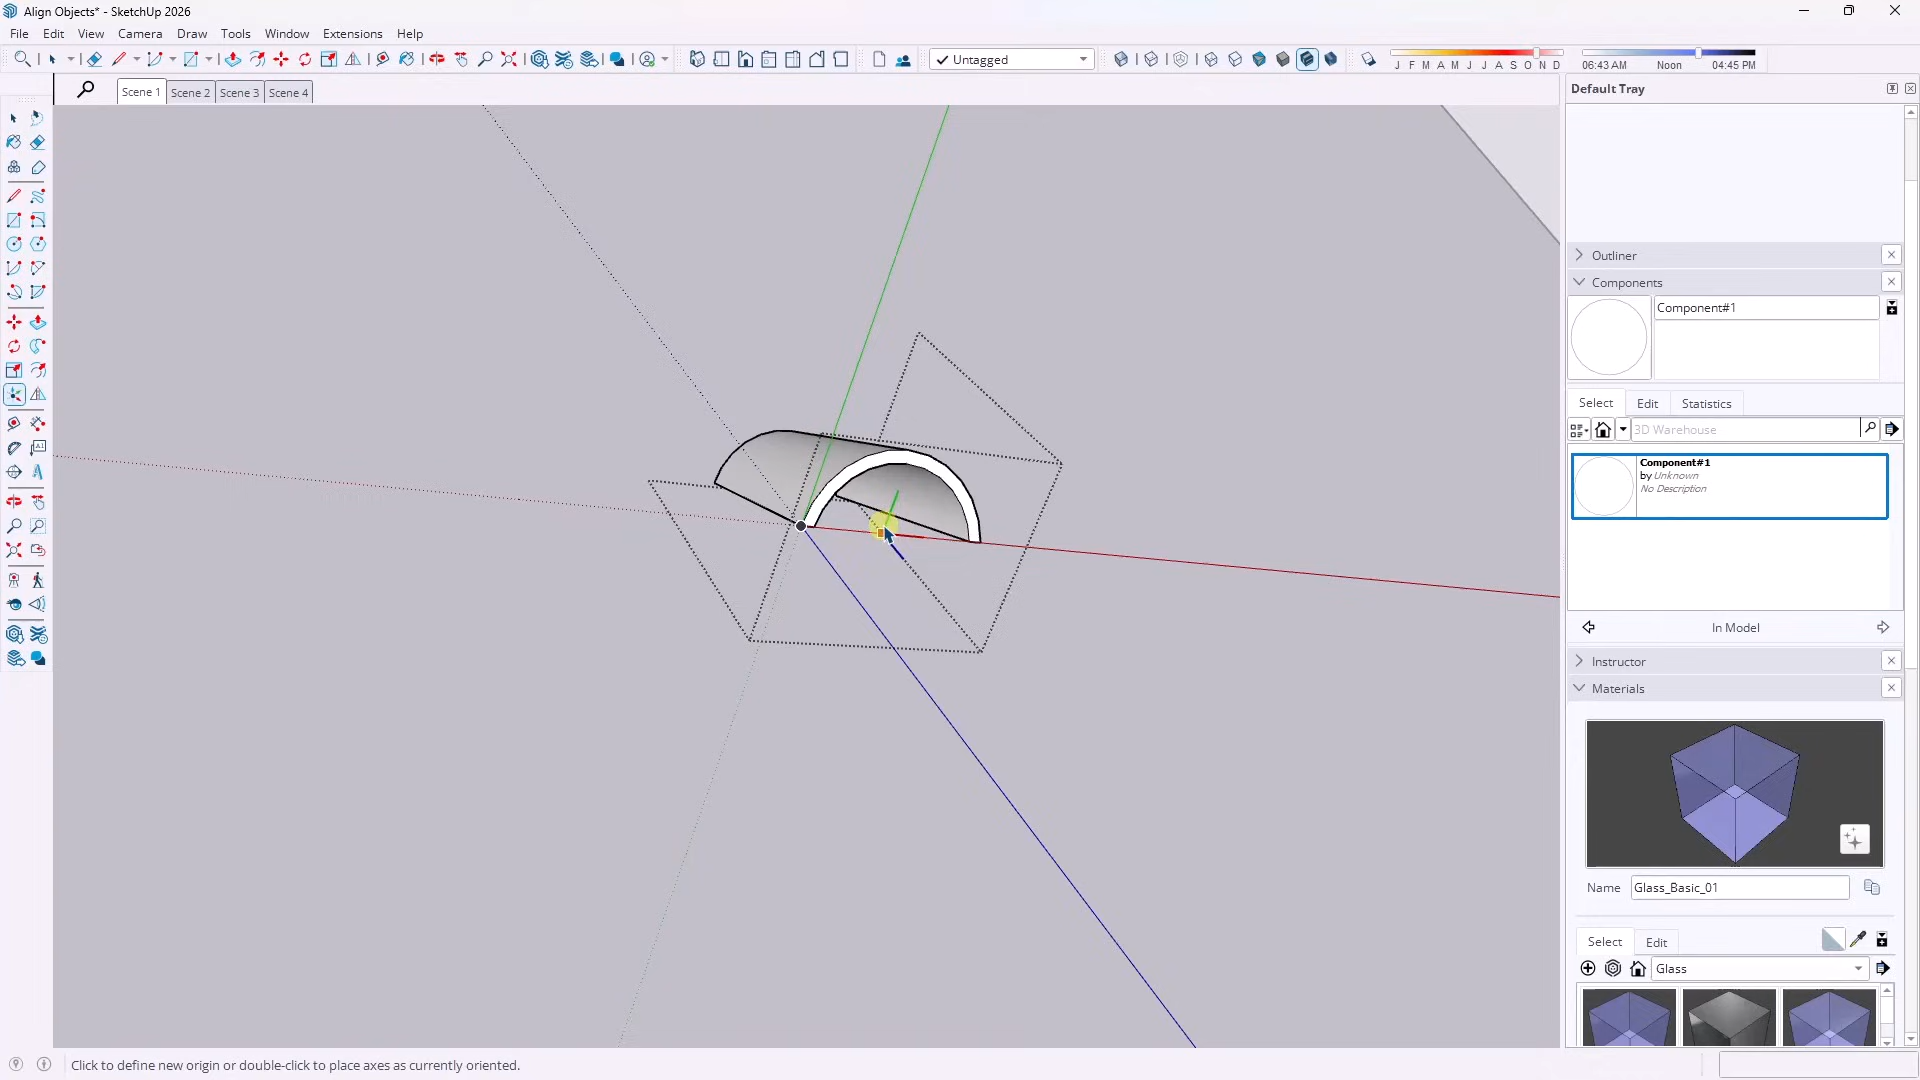 Align Objects* - SketchUp 2026
File Edit View Camera Draw Tools Window Extensions Help
Untagged
J F M A M J J A S O N D
06:43 AM Noon 04:45 PM
Scene 1 Scene 2 Scene 3 Scene 4
Default Tray
Outliner
Components
Component#1
Select Edit Statistics
3D Warehouse
Component#1
by Unknown
No Description
In Model
Instructor
Materials
Name Glass_Basic_01
Select Edit
Glass
Click to define new origin or double-click to place axes as currently oriented.